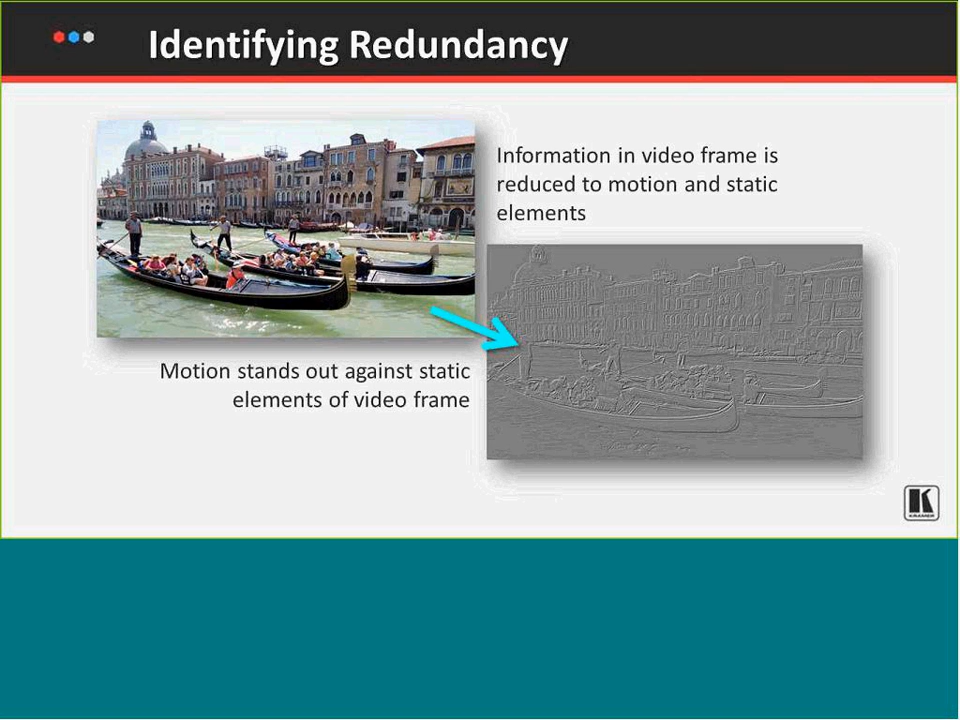 Identifying Redundancy
Information in video frame is
reduced to motion and static
elements
Motion stands out against static
elements of video frame
K
KRAMER